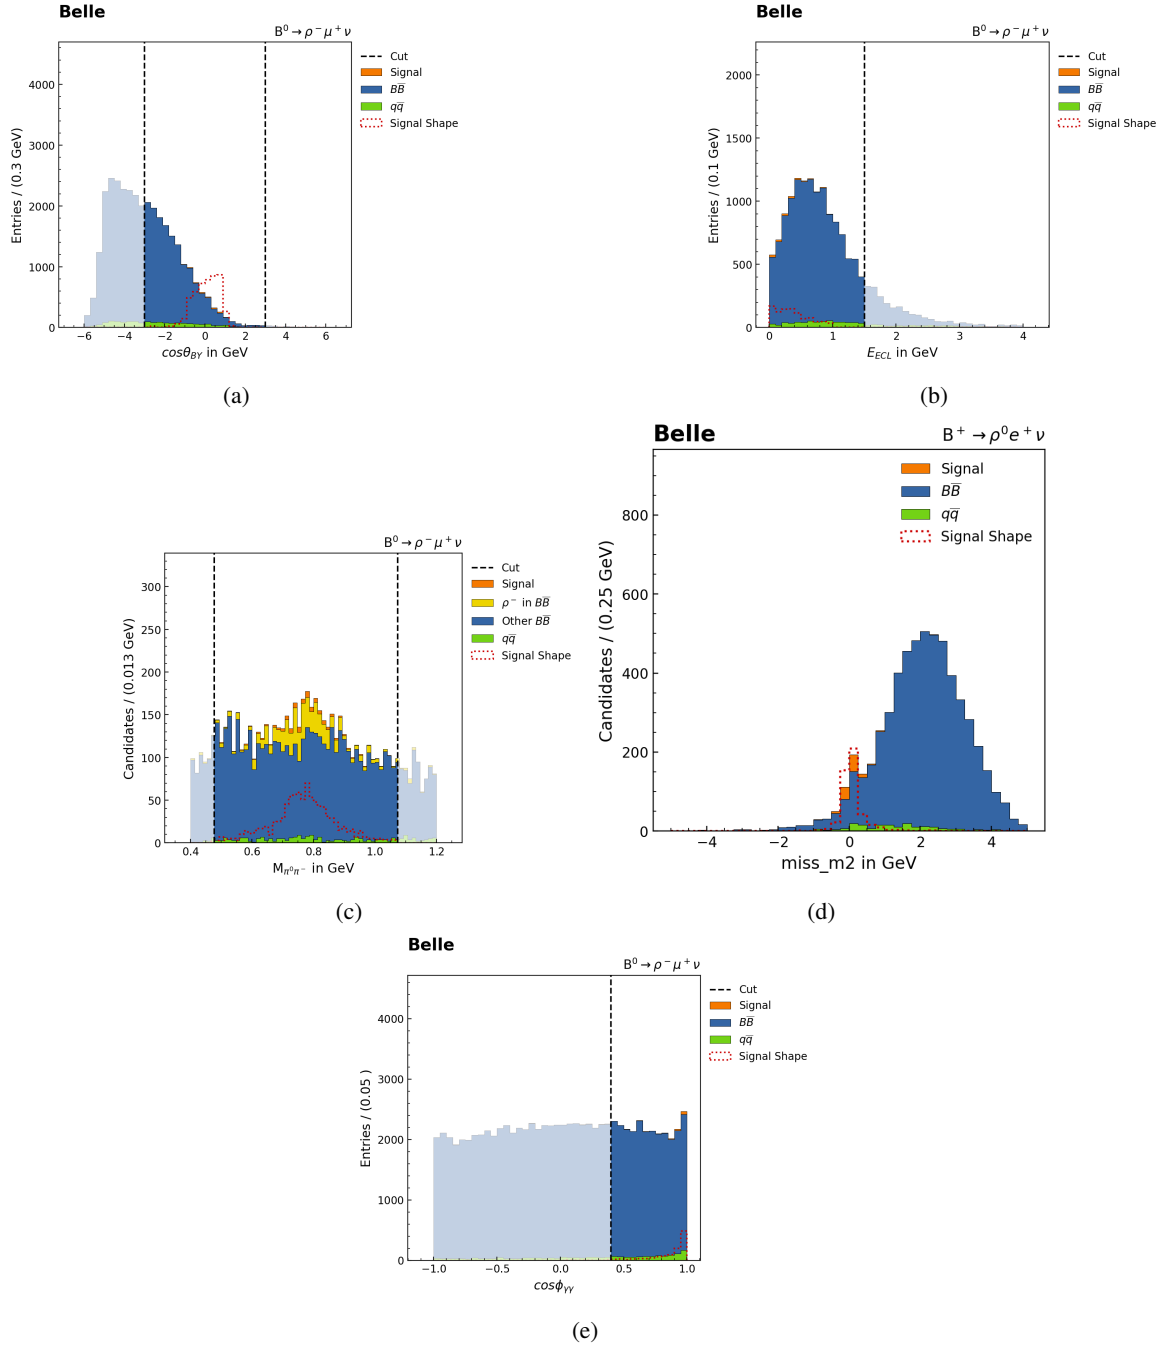 Belle
B⁰ → ρ⁻ μ⁺ ν
Entries / (0.3 GeV)
4000
3000
2000
1000
0
−6 −4 −2 0 2 4 6
cosθ_BY in GeV
Cut
Signal
BB̅
qq̅
Signal Shape
(a)
Belle
B⁰ → ρ⁻ μ⁺ ν
Entries / (0.1 GeV)
2000
1500
1000
500
0
0 1 2 3 4
E_ECL in GeV
Cut
Signal
BB̅
qq̅
Signal Shape
(b)
B⁰ → ρ⁻ μ⁺ ν
Candidates / (0.013 GeV)
300
250
200
150
100
50
0
0.4 0.6 0.8 1.0 1.2
M_π⁰π⁻ in GeV
Cut
Signal
ρ⁻ in BB̅
Other BB̅
qq̅
Signal Shape
(c)
Belle
B⁺ → ρ⁰ e⁺ ν
Candidates / (0.25 GeV)
800
600
400
200
0
−4 −2 0 2 4
miss_m2 in GeV
Signal
BB̅
qq̅
Signal Shape
(d)
Belle
B⁰ → ρ⁻ μ⁺ ν
Entries / (0.05 )
4000
3000
2000
1000
0
−1.0 −0.5 0.0 0.5 1.0
cosϕ_γγ
Cut
Signal
BB̅
qq̅
Signal Shape
(e)